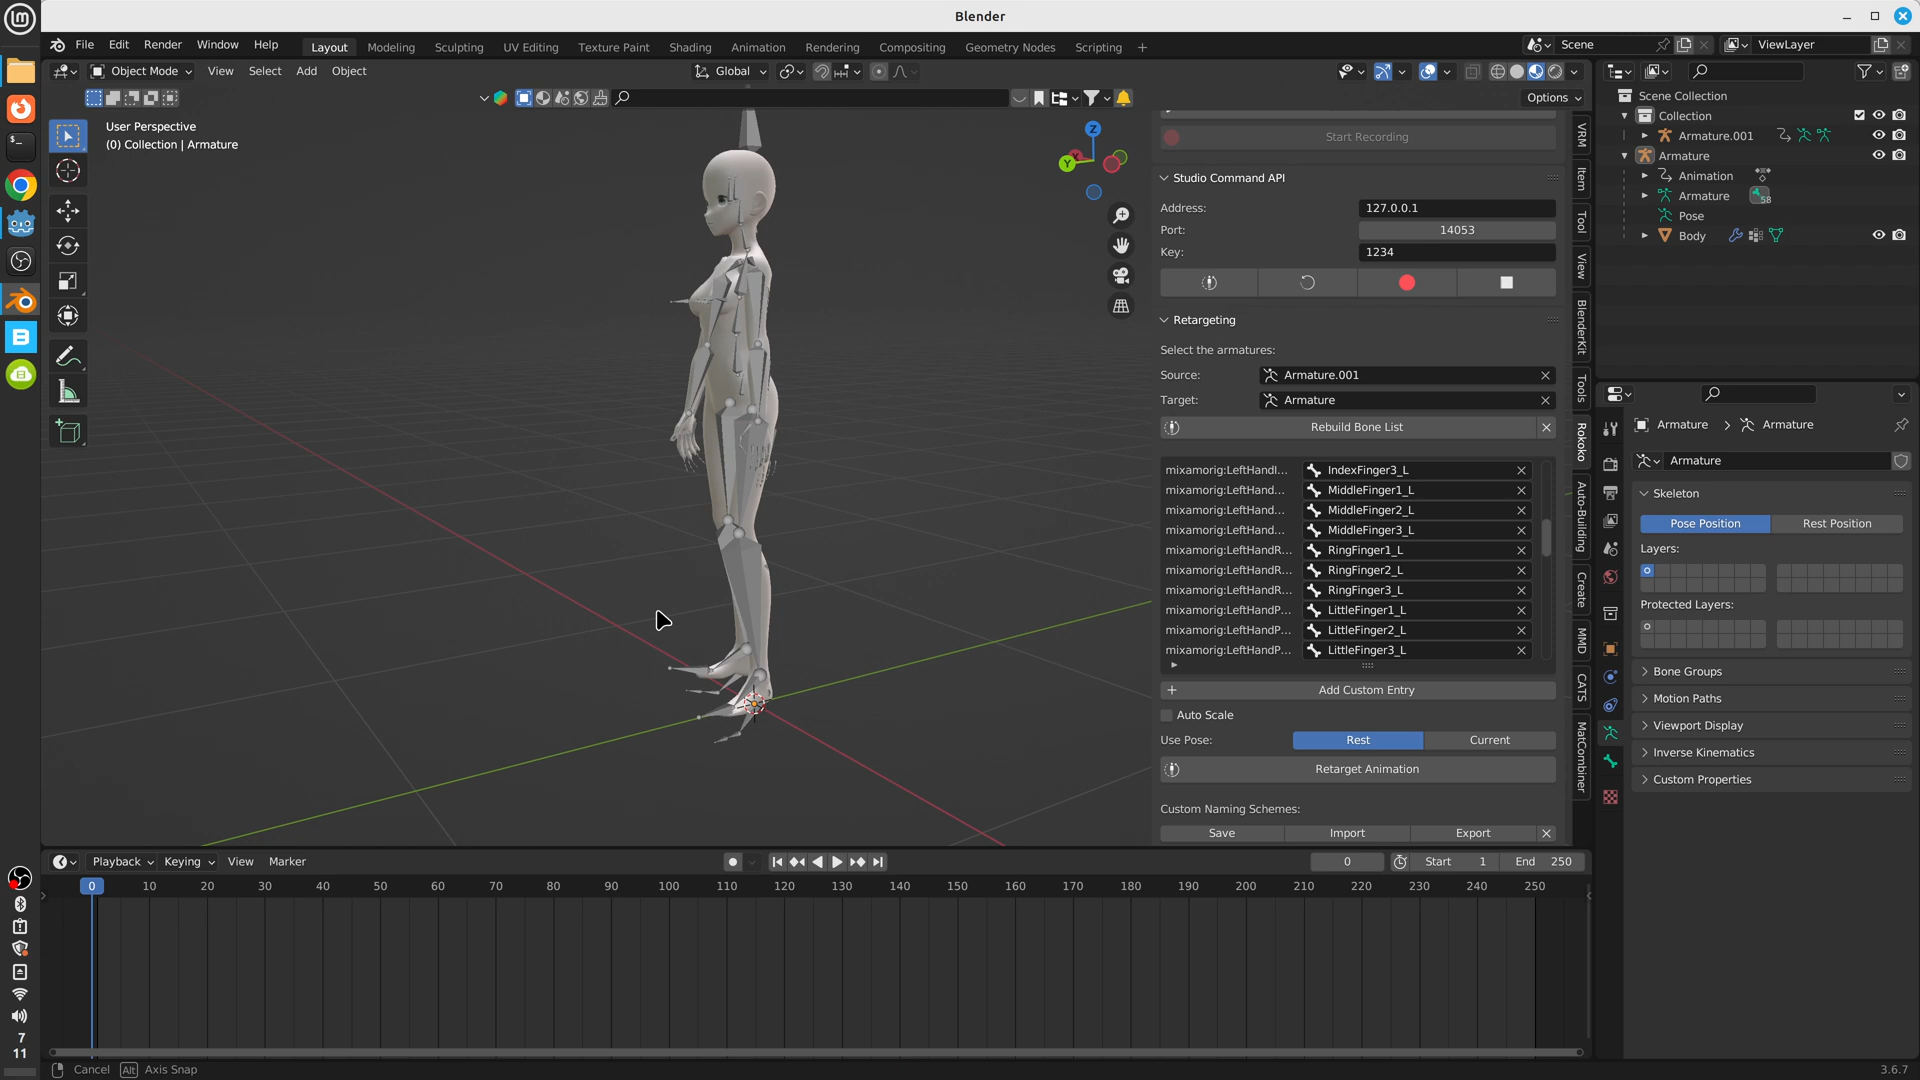 Blender
File Edit Render Window Help
Layout Modeling Sculpting UV Editing Texture Paint Shading Animation Rendering Compositing Geometry Nodes Scripting +
Scene
ViewLayer
Object Mode View Select Add Object
Global
Options
User Perspective
(0) Collection | Armature
Z
Y
Start Recording
Studio Command API
Address: 127.0.0.1
Port: 14053
Key: 1234
Retargeting
Select the armatures:
Source: Armature.001
Target: Armature
Rebuild Bone List
mixamorig:LeftHandI... IndexFinger3_L
mixamorig:LeftHand... MiddleFinger1_L
mixamorig:LeftHand... MiddleFinger2_L
mixamorig:LeftHand... MiddleFinger3_L
mixamorig:LeftHandR... RingFinger1_L
mixamorig:LeftHandR... RingFinger2_L
mixamorig:LeftHandR... RingFinger3_L
mixamorig:LeftHandP... LittleFinger1_L
mixamorig:LeftHandP... LittleFinger2_L
mixamorig:LeftHandP... LittleFinger3_L
Add Custom Entry
Auto Scale
Use Pose: Rest Current
Retarget Animation
Custom Naming Schemes:
Save Import Export
VRM
Item
Tool
View
BlenderKit
Tools
Rokoko
Auto-Building
Create
MMD
CATS
MatCombiner
Scene Collection
Collection
Armature.001
Armature
Animation
Armature 58
Pose
Body
Armature > Armature
Armature
Skeleton
Pose Position Rest Position
Layers:
Protected Layers:
Bone Groups
Motion Paths
Viewport Display
Inverse Kinematics
Custom Properties
Playback Keying View Marker
0 Start 1 End 250
0 10 20 30 40 50 60 70 80 90 100 110 120 130 140 150 160 170 180 190 200 210 220 230 240 250
7
11
Cancel Alt Axis Snap
3.6.7